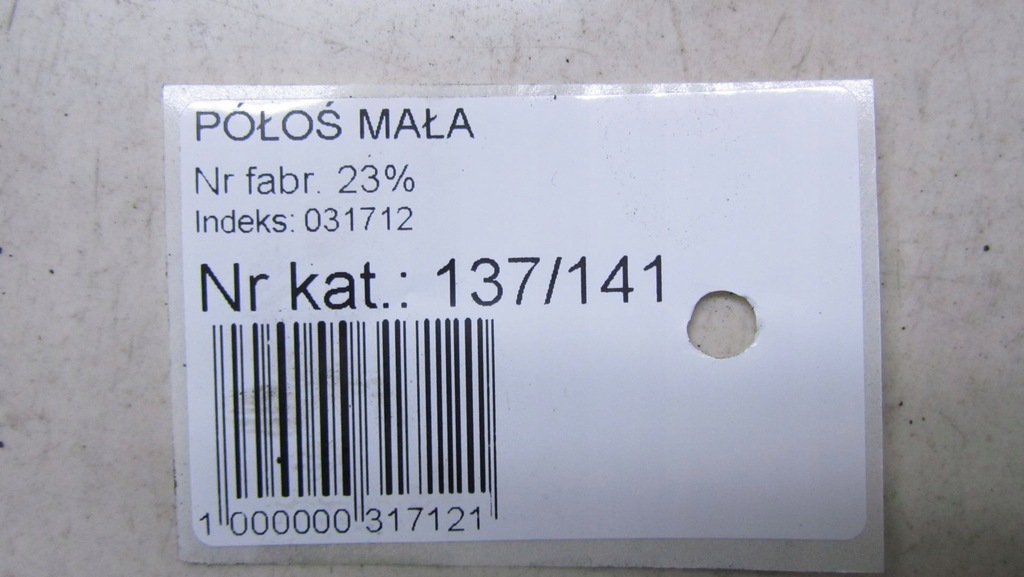 PÓŁOŚ MAŁA
Nr fabr. 23%
Indeks: 031712
Nr kat.: 137/141
1 000000 317121